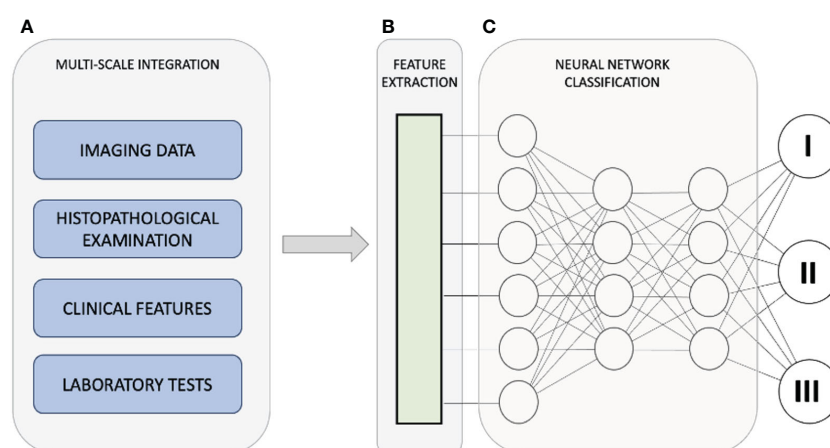 A
B
C
MULTI-SCALE INTEGRATION
IMAGING DATA
HISTOPATHOLOGICAL
EXAMINATION
CLINICAL FEATURES
LABORATORY TESTS
FEATURE
EXTRACTION
NEURAL NETWORK
CLASSIFICATION
I
II
III